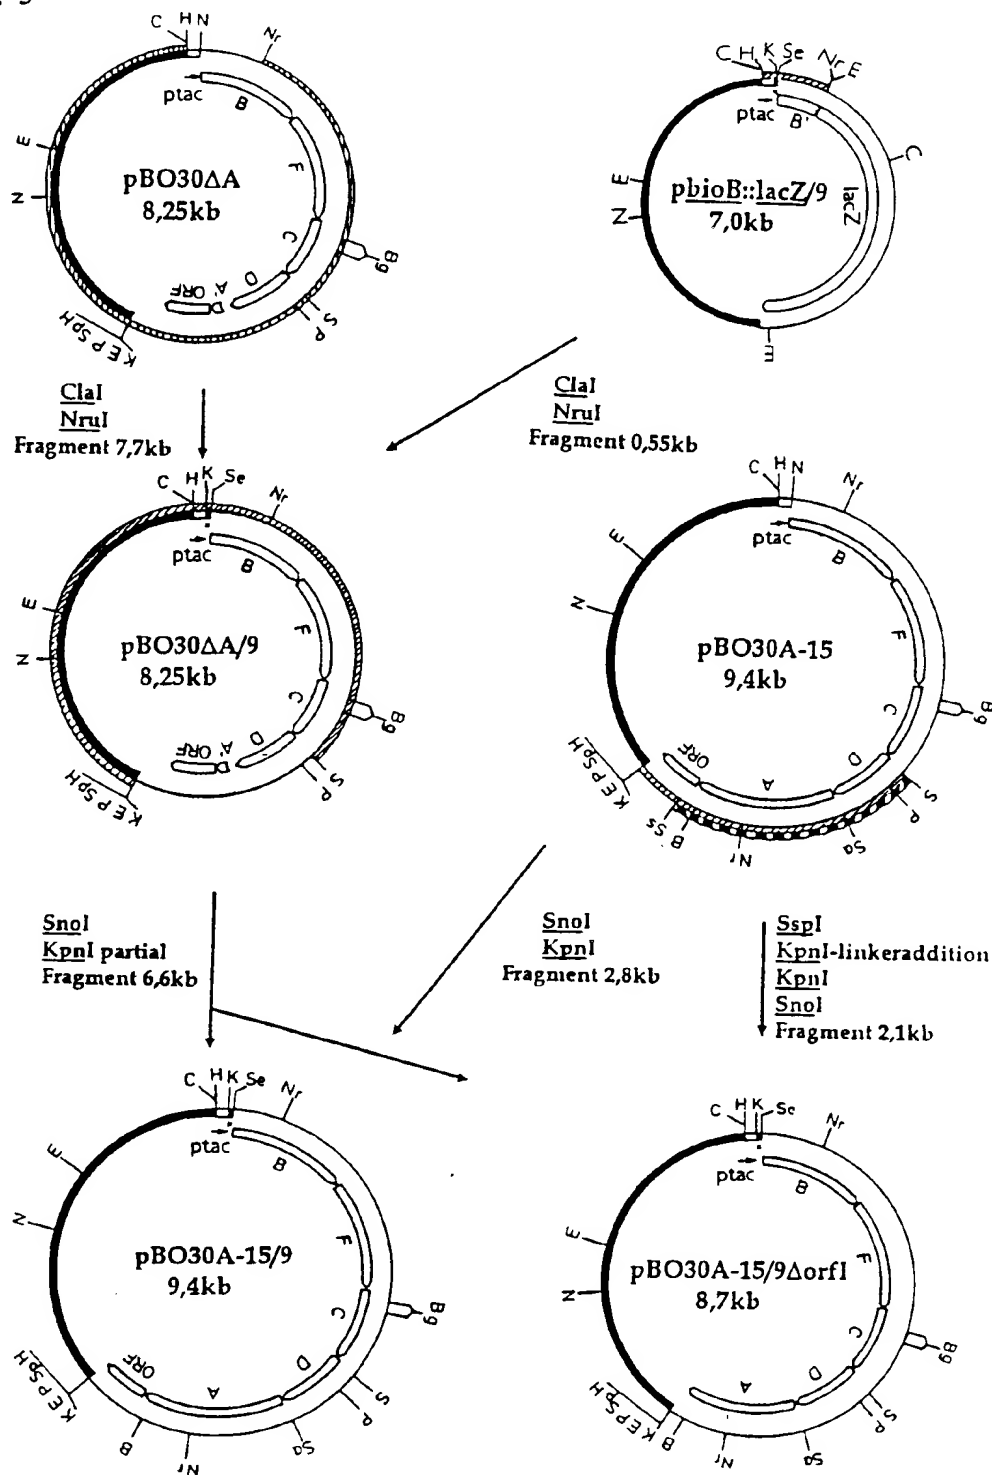 C H N
Nr
ptac
B
E
F
N
pBO30ΔA
8,25kb
C
Bg
D
A' ORF
S
P
K E P Sp H
C H K Se
Nr E
ptac
B'
C
E
N
pbioB::lacZ/9
7,0kb
lacZ
E
ClaI
NruI
Fragment 7,7kb
ClaI
NruI
Fragment 0,55kb
C H K Se
Nr
ptac
B
E
F
N
pBO30ΔA/9
8,25kb
C
Bg
D
A' ORF
S
P
K E P Sp H
C H N
Nr
ptac
B
E
F
N
pBO30A-15
9,4kb
C
Bg
D
ORF
A
S
P
K E P Sp H
Ss
B
Nr
Sa
SnoI
KpnI partial
Fragment 6,6kb
SnoI
KpnI
Fragment 2,8kb
SspI
KpnI-linkeraddition
KpnI
SnoI
Fragment 2,1kb
C H K Se
Nr
ptac
B
E
F
N
pBO30A-15/9
9,4kb
C
Bg
D
ORF
A
S
P
K E P Sp H
B
Nr
Sa
C H K Se
Nr
ptac
B
E
F
N
pBO30A-15/9ΔorfI
8,7kb
C
Bg
D
A
S
P
K E P Sp H
B
Nr
Sa